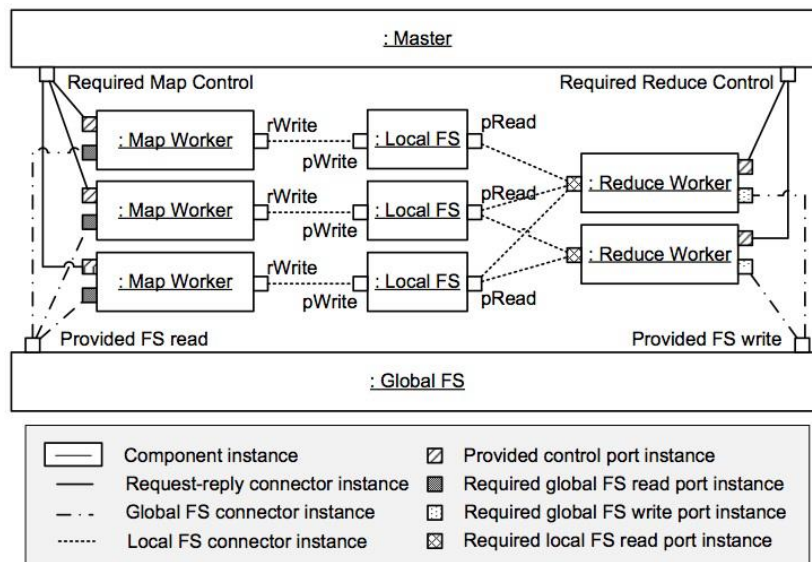 : Master
Required Map Control
Required Reduce Control
: Map Worker
rWrite
pWrite
: Local FS
pRead
: Map Worker
rWrite
pWrite
: Local FS
pRead
: Map Worker
rWrite
pWrite
: Local FS
pRead
: Reduce Worker
: Reduce Worker
Provided FS read
Provided FS write
: Global FS
Component instance
Request-reply connector instance
Global FS connector instance
Local FS connector instance
Provided control port instance
Required global FS read port instance
Required global FS write port instance
Required local FS read port instance